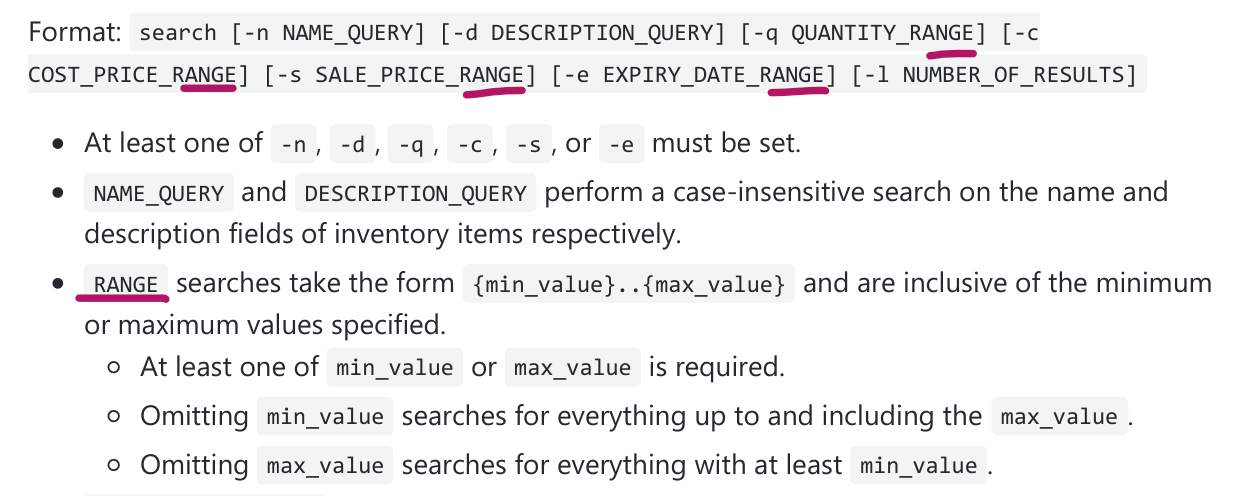 Format: search [-n NAME_QUERY] [-d DESCRIPTION_QUERY] [-q QUANTITY_RANGE] [-c
COST_PRICE_RANGE] [-s SALE_PRICE_RANGE] [-e EXPIRY_DATE_RANGE] [-l NUMBER_OF_RESULTS]
• At least one of -n, -d, -q, -c, -s, or -e must be set.
• NAME_QUERY and DESCRIPTION_QUERY perform a case-insensitive search on the name and
description fields of inventory items respectively.
• RANGE searches take the form {min_value}..{max_value} and are inclusive of the minimum
or maximum values specified.
◦ At least one of min_value or max_value is required.
◦ Omitting min_value searches for everything up to and including the max_value.
◦ Omitting max_value searches for everything with at least min_value.